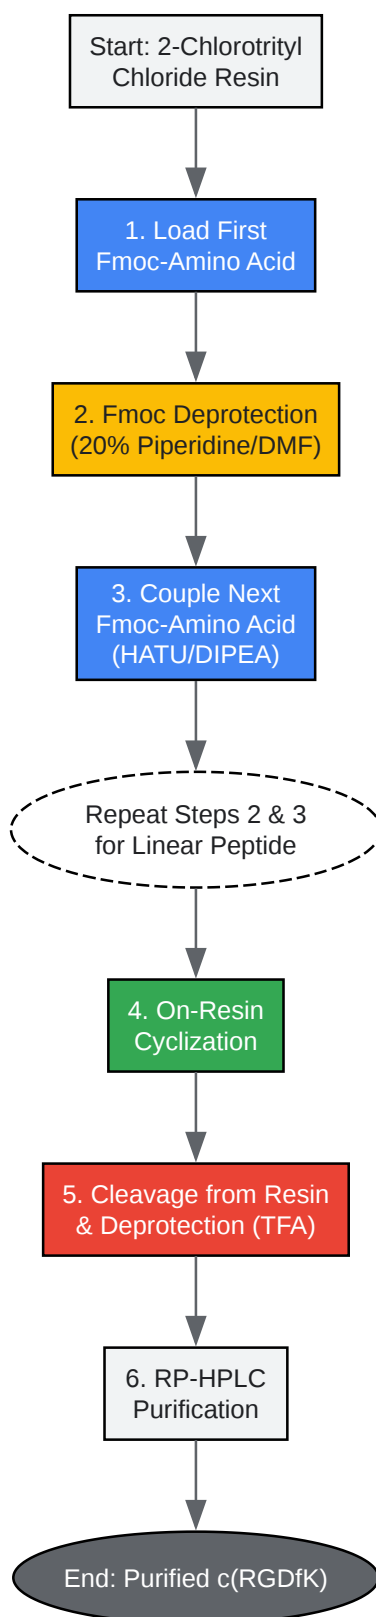 Start: 2-Chlorotrityl
Chloride Resin
1. Load First
Fmoc-Amino Acid
2. Fmoc Deprotection
(20% Piperidine/DMF)
3. Couple Next
Fmoc-Amino Acid
(HATU/DIPEA)
Repeat Steps 2 & 3
for Linear Peptide
4. On-Resin
Cyclization
5. Cleavage from Resin
& Deprotection (TFA)
6. RP-HPLC
Purification
End: Purified c(RGDfK)